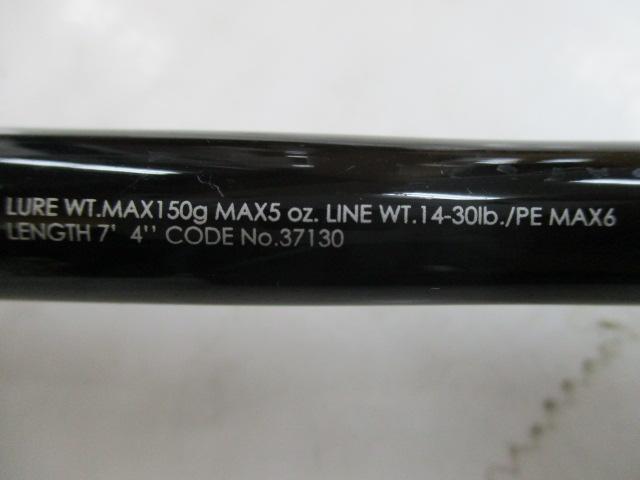 LURE WT.MAX150g MAX5 oz. LINE WT.14-30lb./PE MAX6
LENGTH 7' 4'' CODE No.37130